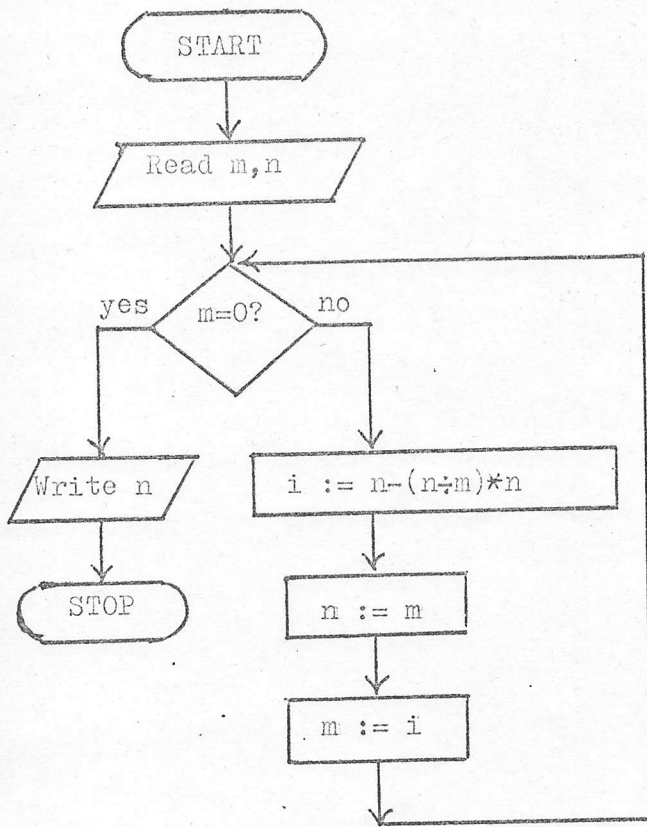 START
Read m,n
m=0?
yes
no
Write n
i := n-(n÷m)*n
STOP
n := m
m := i